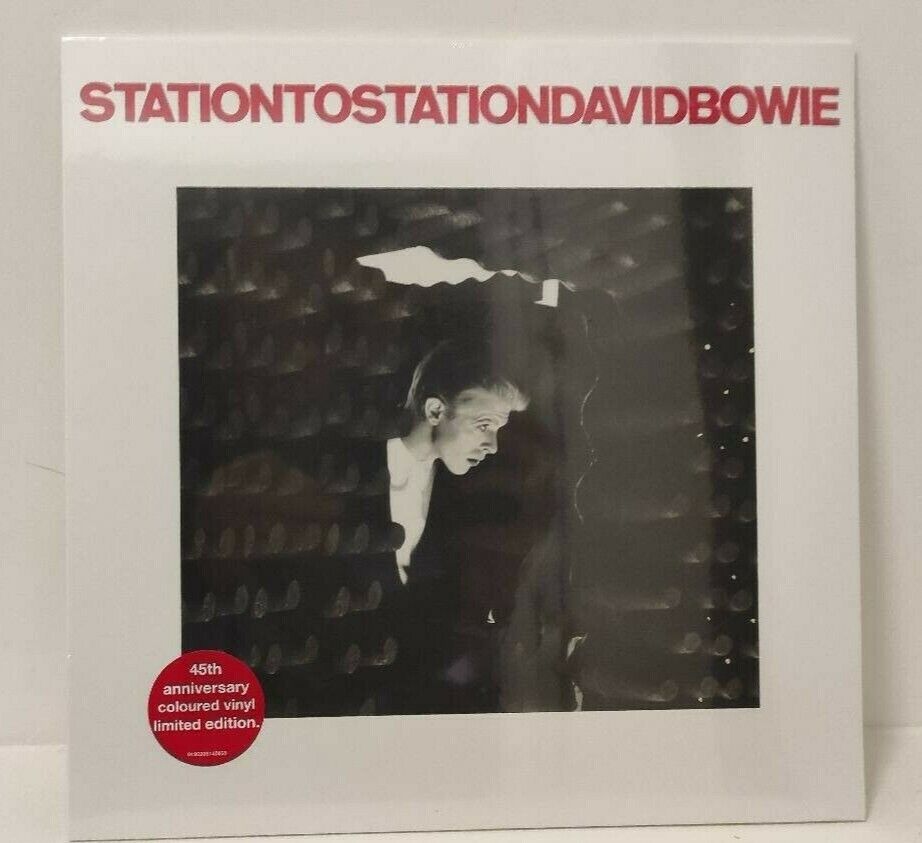 STATIONTOSTATIONDAVIDBOWIE
45th
anniversary
coloured vinyl
limited edition.